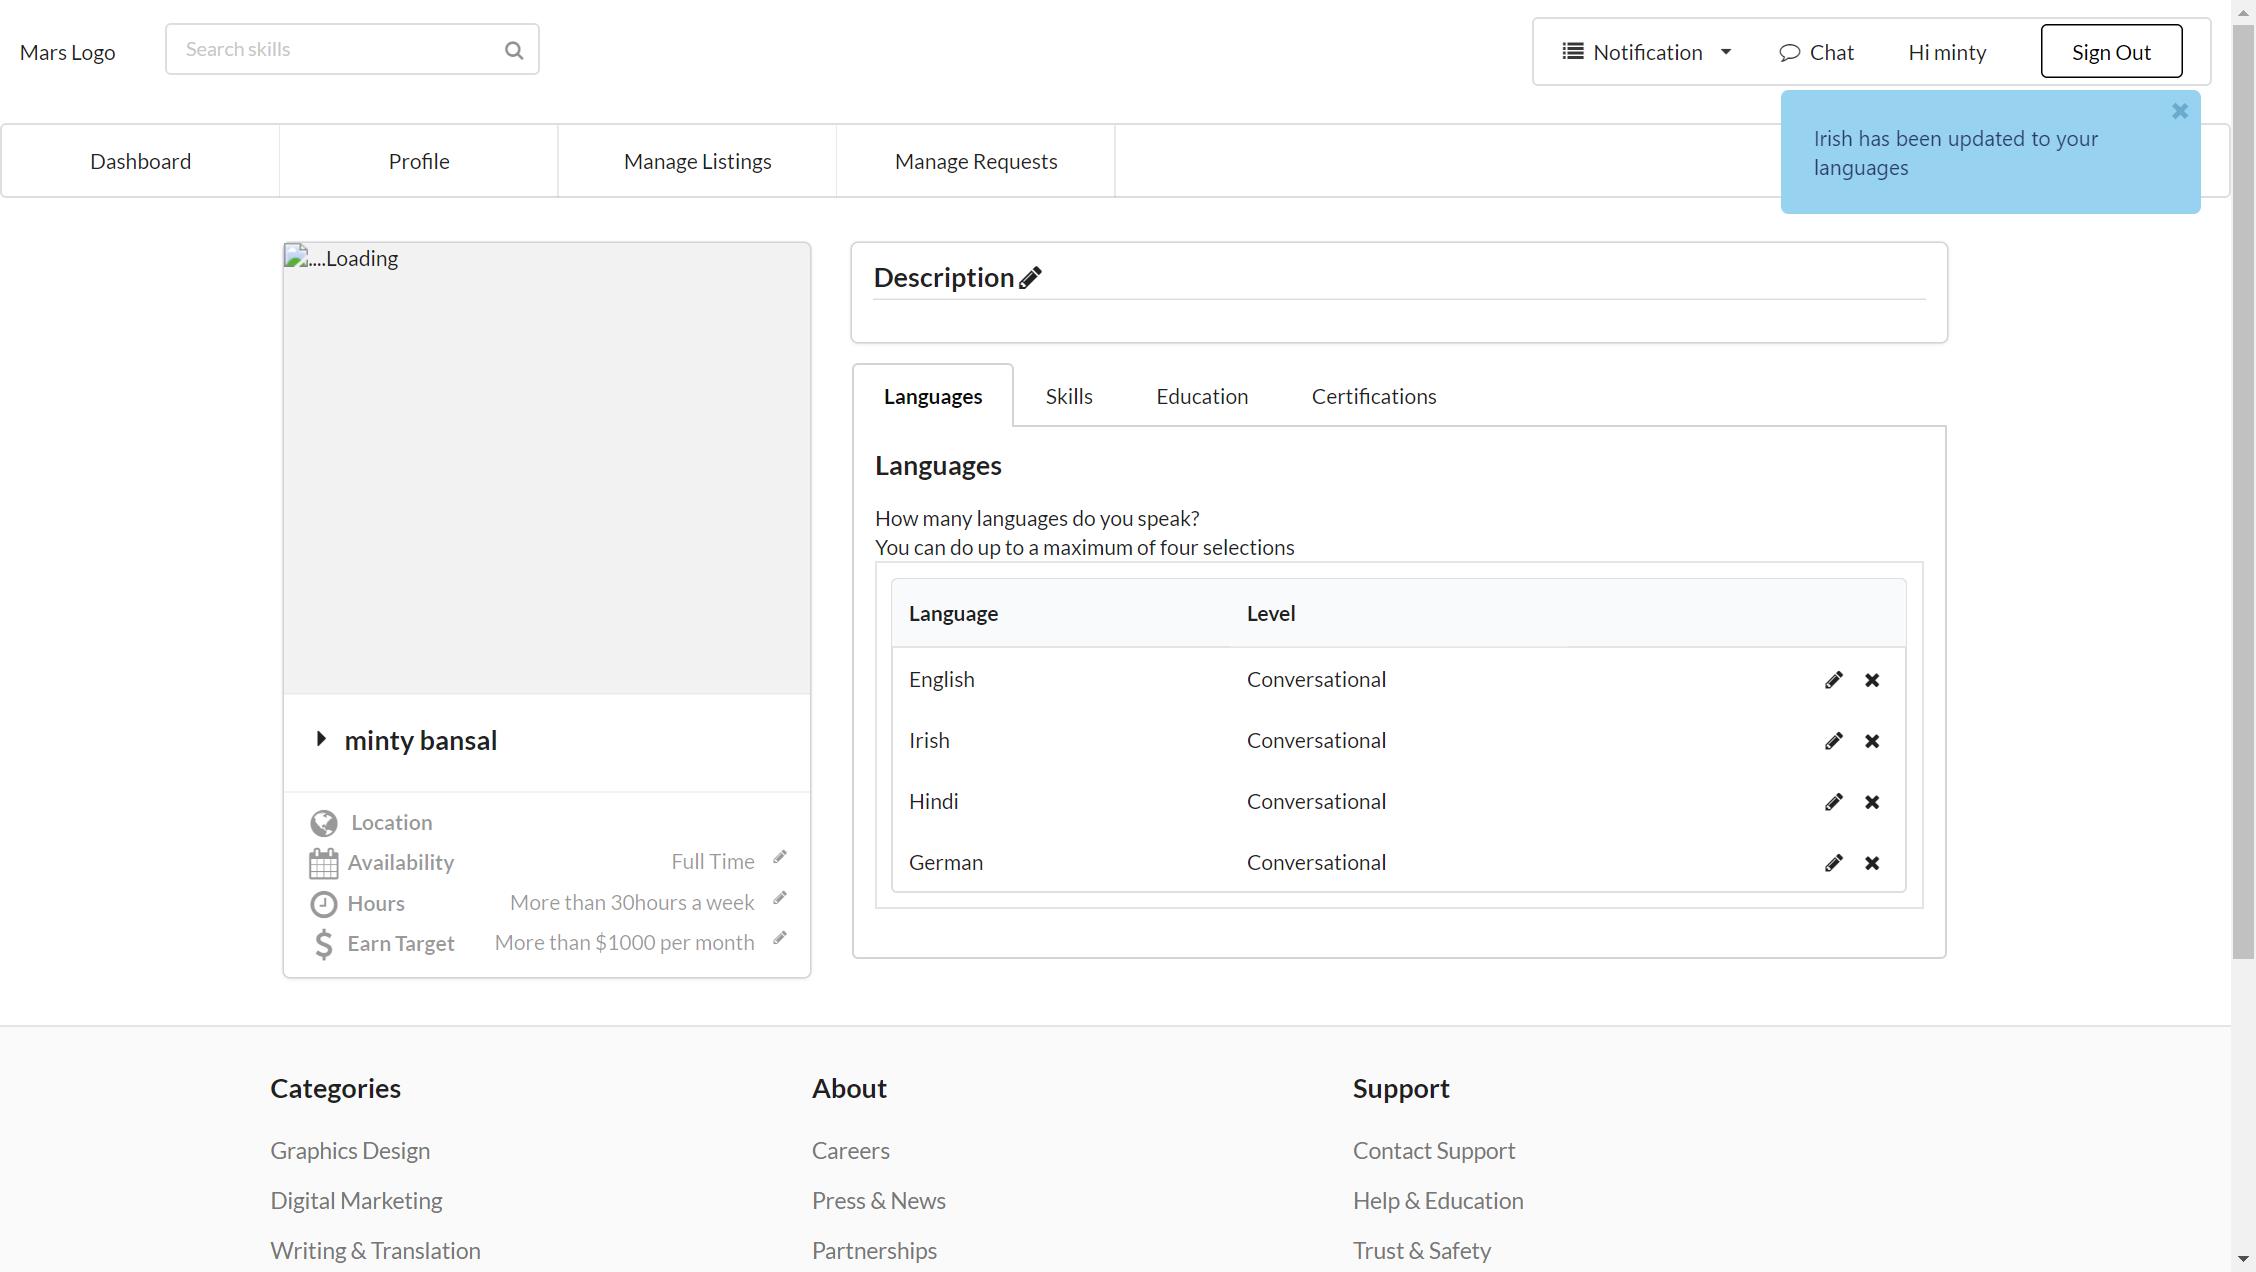 Mars Logo
Search skills
Notification
Chat
Hi minty
Sign Out
Irish has been updated to your
languages
Dashboard
Profile
Manage Listings
Manage Requests
....Loading
minty bansal
Location
Availability Full Time
Hours More than 30hours a week
Earn Target More than $1000 per month
Description
Languages Skills Education Certifications
Languages
How many languages do you speak?
You can do up to a maximum of four selections
Language Level
English Conversational
Irish Conversational
Hindi Conversational
German Conversational
Categories
Graphics Design
Digital Marketing
Writing & Translation
About
Careers
Press & News
Partnerships
Support
Contact Support
Help & Education
Trust & Safety